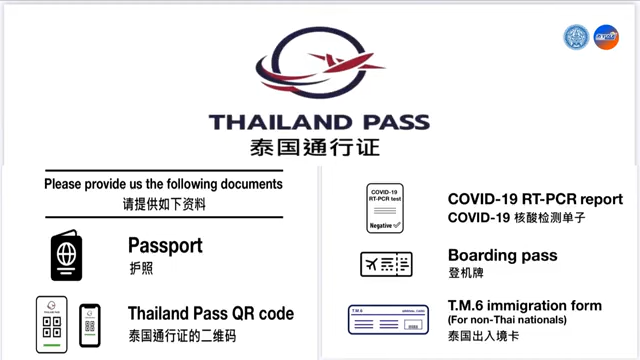 THAILAND PASS
泰国通行证
Please provide us the following documents
请提供如下资料
Passport
护照
Thailand Pass QR code
泰国通行证的二维码
COVID-19
RT-PCR test
Negative
COVID-19 RT-PCR report
COVID-19 核酸检测单子
Boarding pass
登机牌
T M 6
T.M.6 immigration form
(For non-Thai nationals)
泰国出入境卡